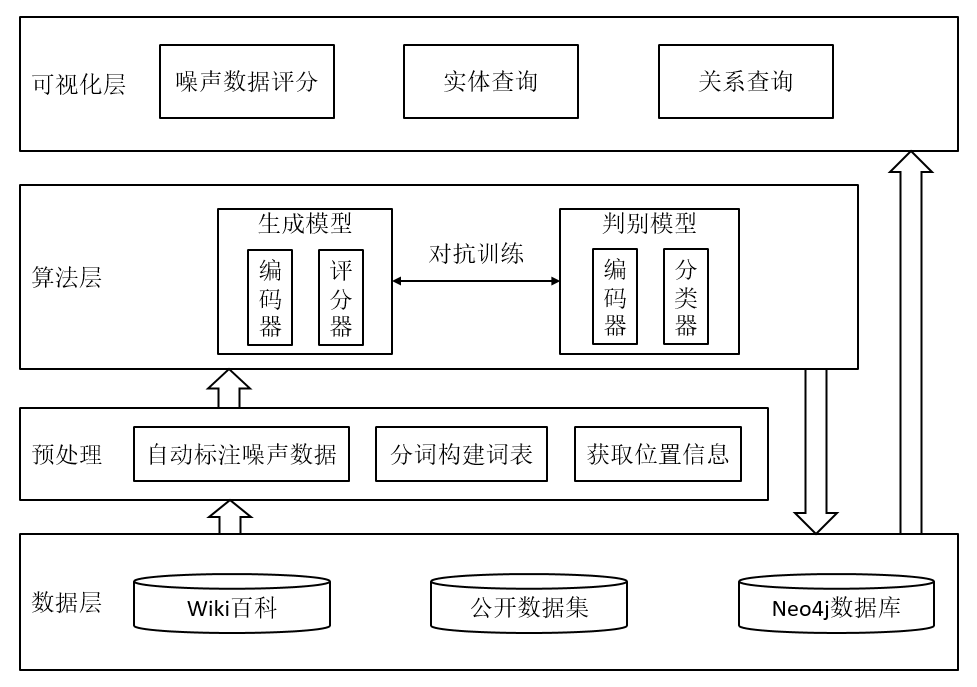 可视化层
噪声数据评分
实体查询
关系查询
算法层
生成模型
编码器
评分器
对抗训练
判别模型
编码器
分类器
预处理
自动标注噪声数据
分词构建词表
获取位置信息
数据层
Wiki百科
公开数据集
Neo4j数据库